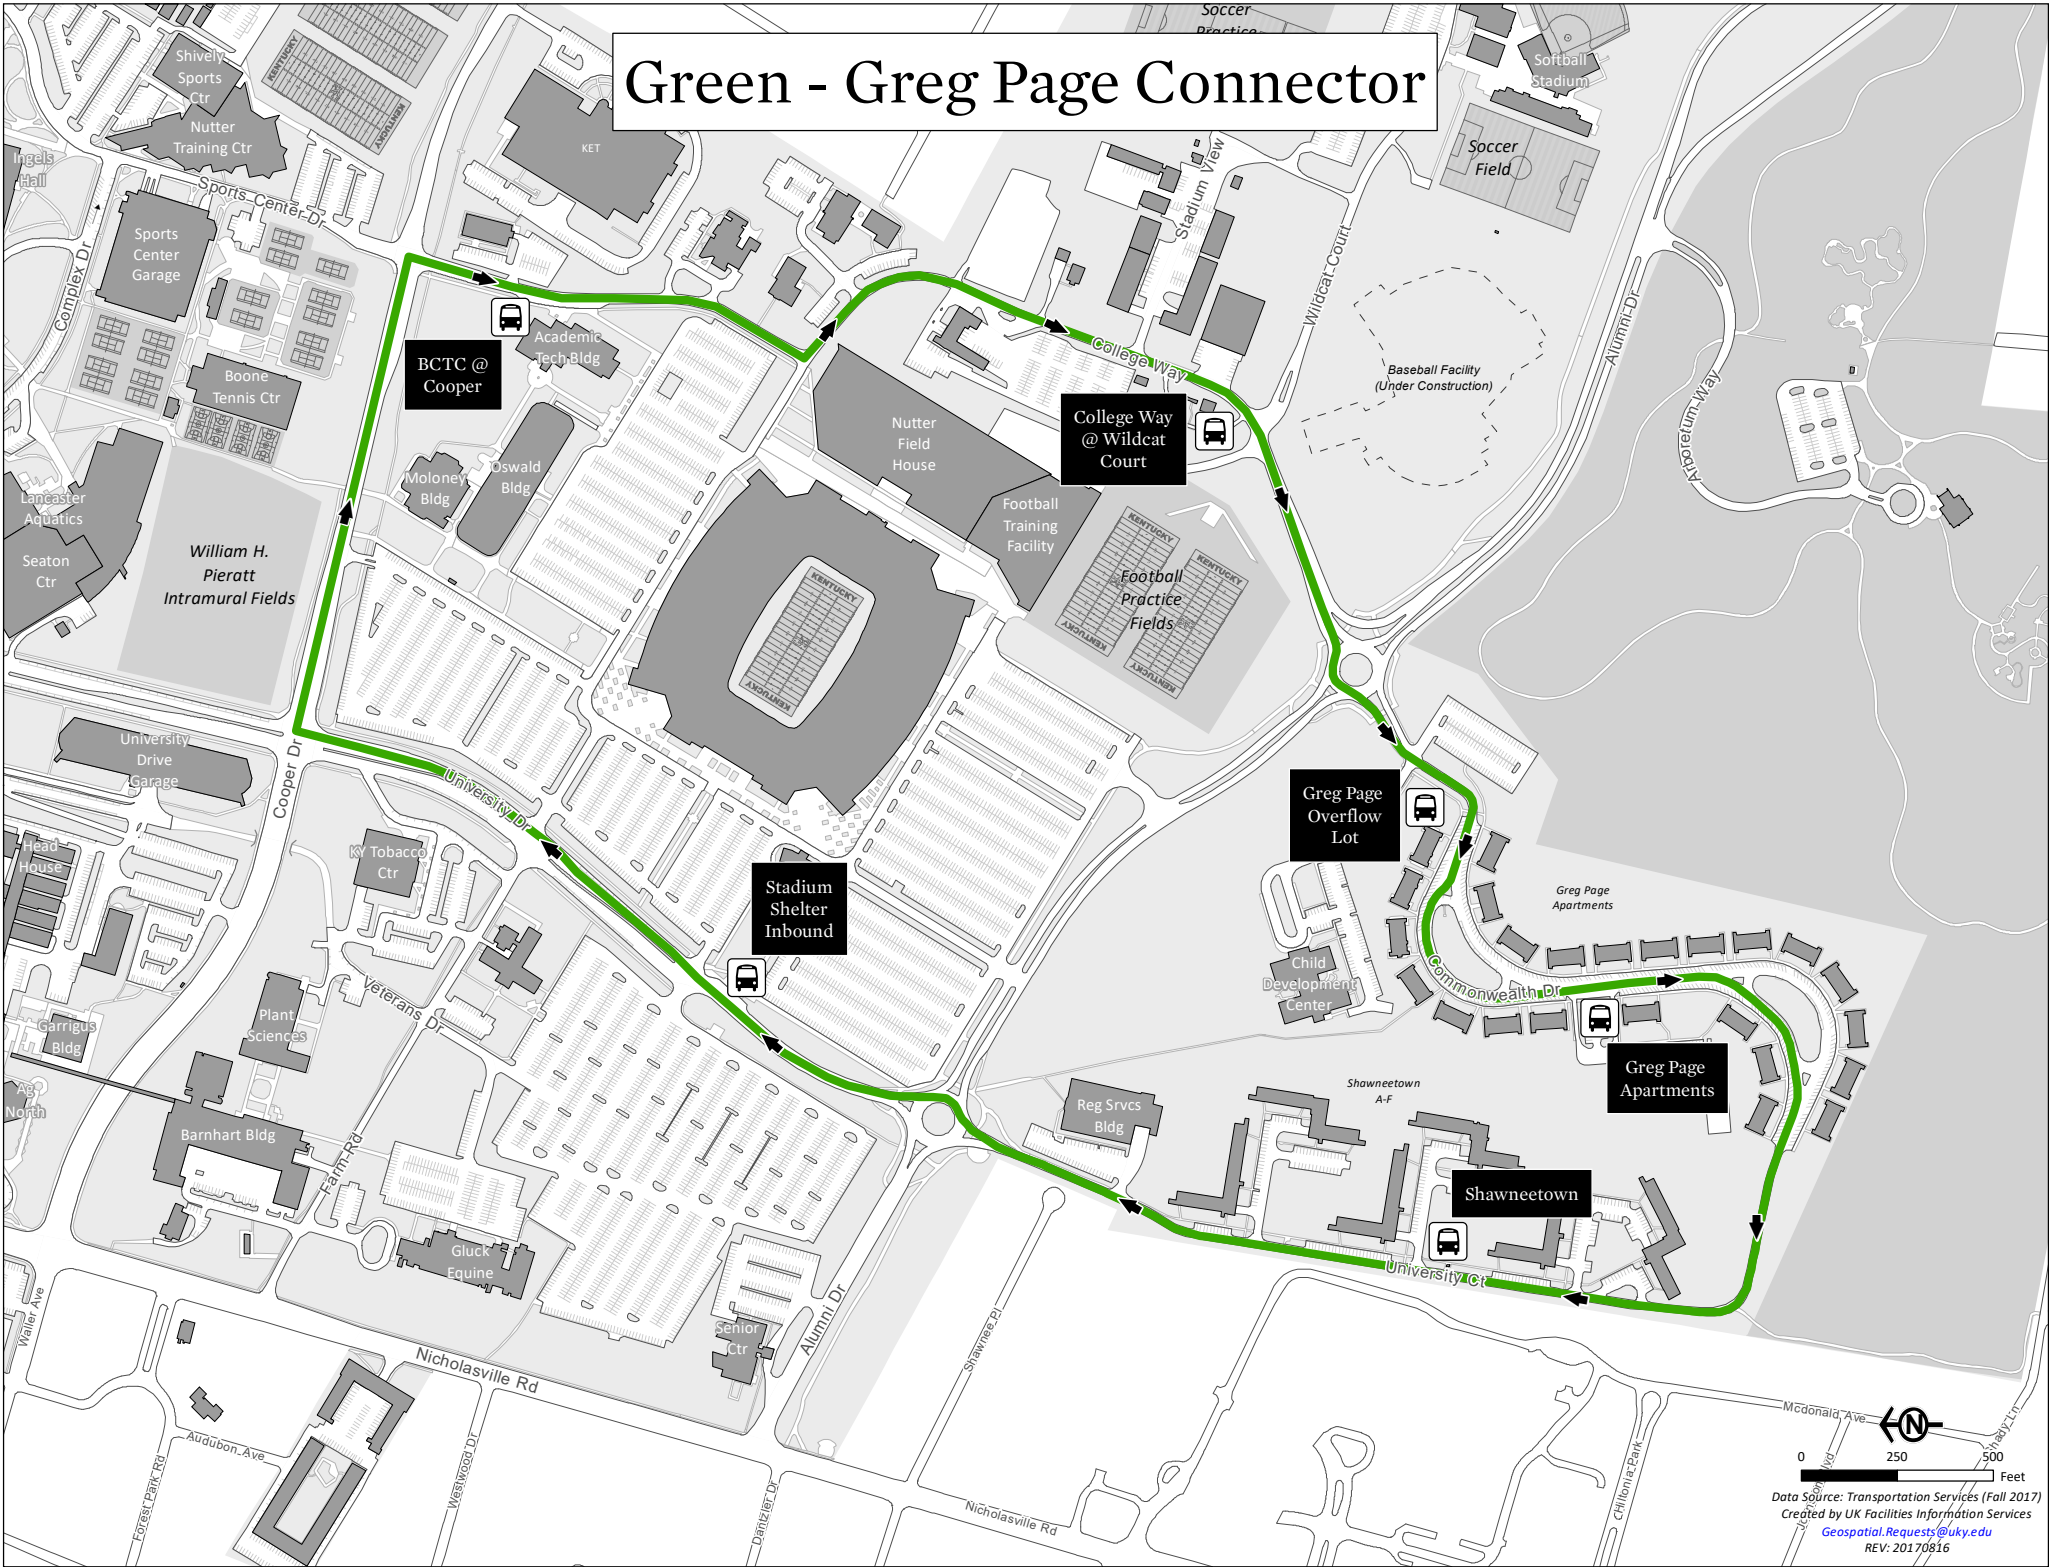 Soccer
Practice
Green - Greg Page Connector
Shively
Sports
Ctr
KENTUCKY
KENTUCKY
Nutter
Training Ctr
Ingels
Hall
Sports Center Dr
KET
Softball
Stadium
Soccer
Field
Stadium View
Wildcat Court
Complex Dr
Sports
Center
Garage
Alumni Dr
Arboretum Way
BCTC @
Cooper
Academic
Tech Bldg
College Way
Baseball Facility
(Under Construction)
Boone
Tennis Ctr
College Way
@ Wildcat
Court
Nutter
Field
House
Moloney
Bldg
Oswald
Bldg
Lancaster
Aquatics
Seaton
Ctr
William H.
Pieratt
Intramural Fields
Football
Training
Facility
KENTUCKY
KENTUCKY
Football
Practice
Fields
KENTUCKY
KENTUCKY
KENTUCKY
KENTUCKY
University
Drive
Garage
Cooper Dr
University Dr
Greg Page
Overflow
Lot
Head
House
KY Tobacco
Ctr
Stadium
Shelter
Inbound
Greg Page
Apartments
Child
Development
Center
Commonwealth Dr
Veterans Dr
Plant
Sciences
Garrigus
Bldg
Greg Page
Apartments
Ag
North
Shawneetown
A-F
Reg Srvcs
Bldg
Barnhart Bldg
Farm Rd
Shawneetown
University Ct
Gluck
Equine
Senior
Ctr
Alumni Dr
Shawnee Pl
Waller Ave
Nicholasville Rd
Mcdonald Ave
N
Shady Ln
Audubon Ave
Forest Park Rd
Westwood Dr
Dantzler Dr
Nicholasville Rd
Chiltonia Park
0 250 500
Feet
Data Source: Transportation Services (Fall 2017)
Created by UK Facilities Information Services
Geospatial.Requests@uky.edu
REV: 20170816